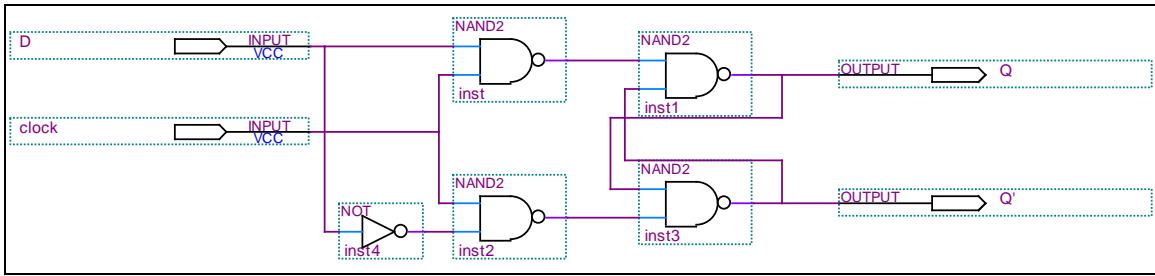 D
INPUT
VCC
NAND2
inst
NAND2
inst1
OUTPUT
Q
clock
INPUT
VCC
NOT
inst4
NAND2
inst2
NAND2
inst3
OUTPUT
Q'